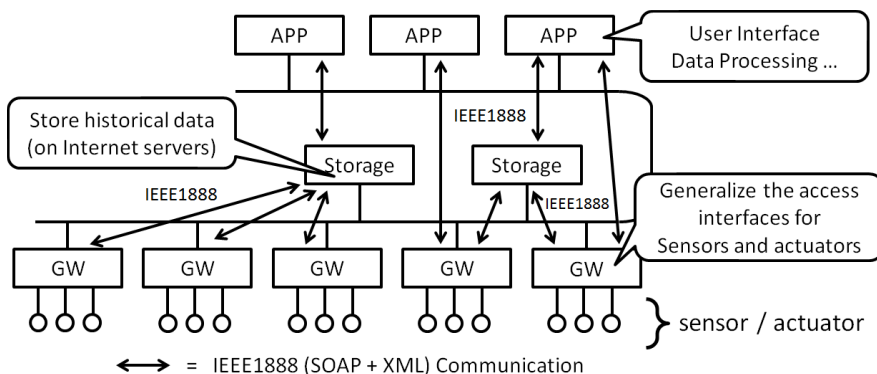 APP
APP
APP
User Interface
Data Processing ...
IEEE1888
Store historical data
(on Internet servers)
Storage
Storage
IEEE1888
IEEE1888
Generalize the access
interfaces for
Sensors and actuators
GW
GW
GW
GW
GW
sensor / actuator
= IEEE1888 (SOAP + XML) Communication